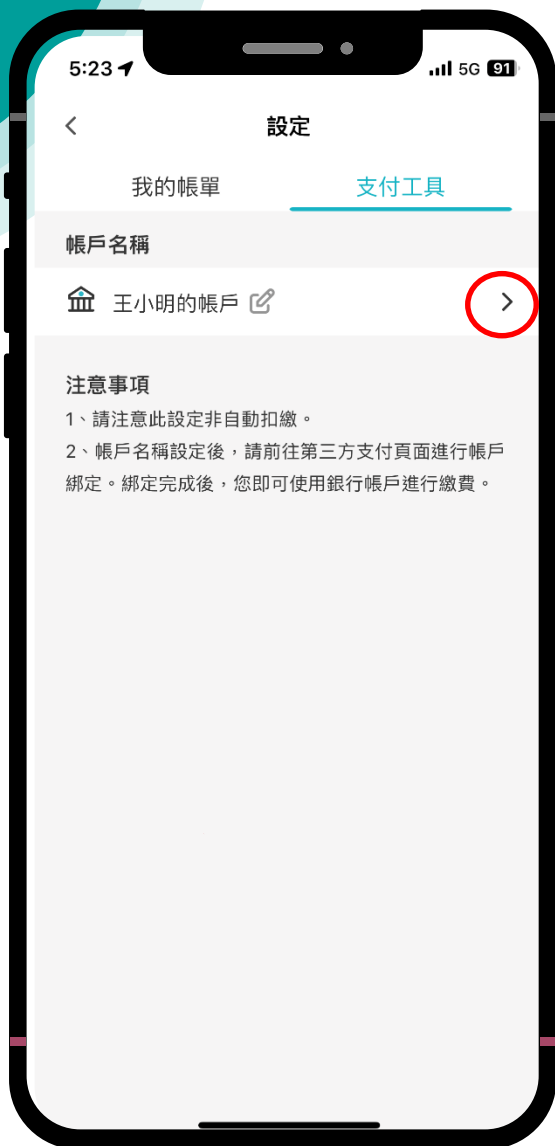 5:23 5G 91
設定
我的帳單 支付工具
帳戶名稱
王小明的帳戶
注意事項
1、請注意此設定非自動扣繳。
2、帳戶名稱設定後，請前往第三方支付頁面進行帳戶
綁定。綁定完成後，您即可使用銀行帳戶進行繳費。